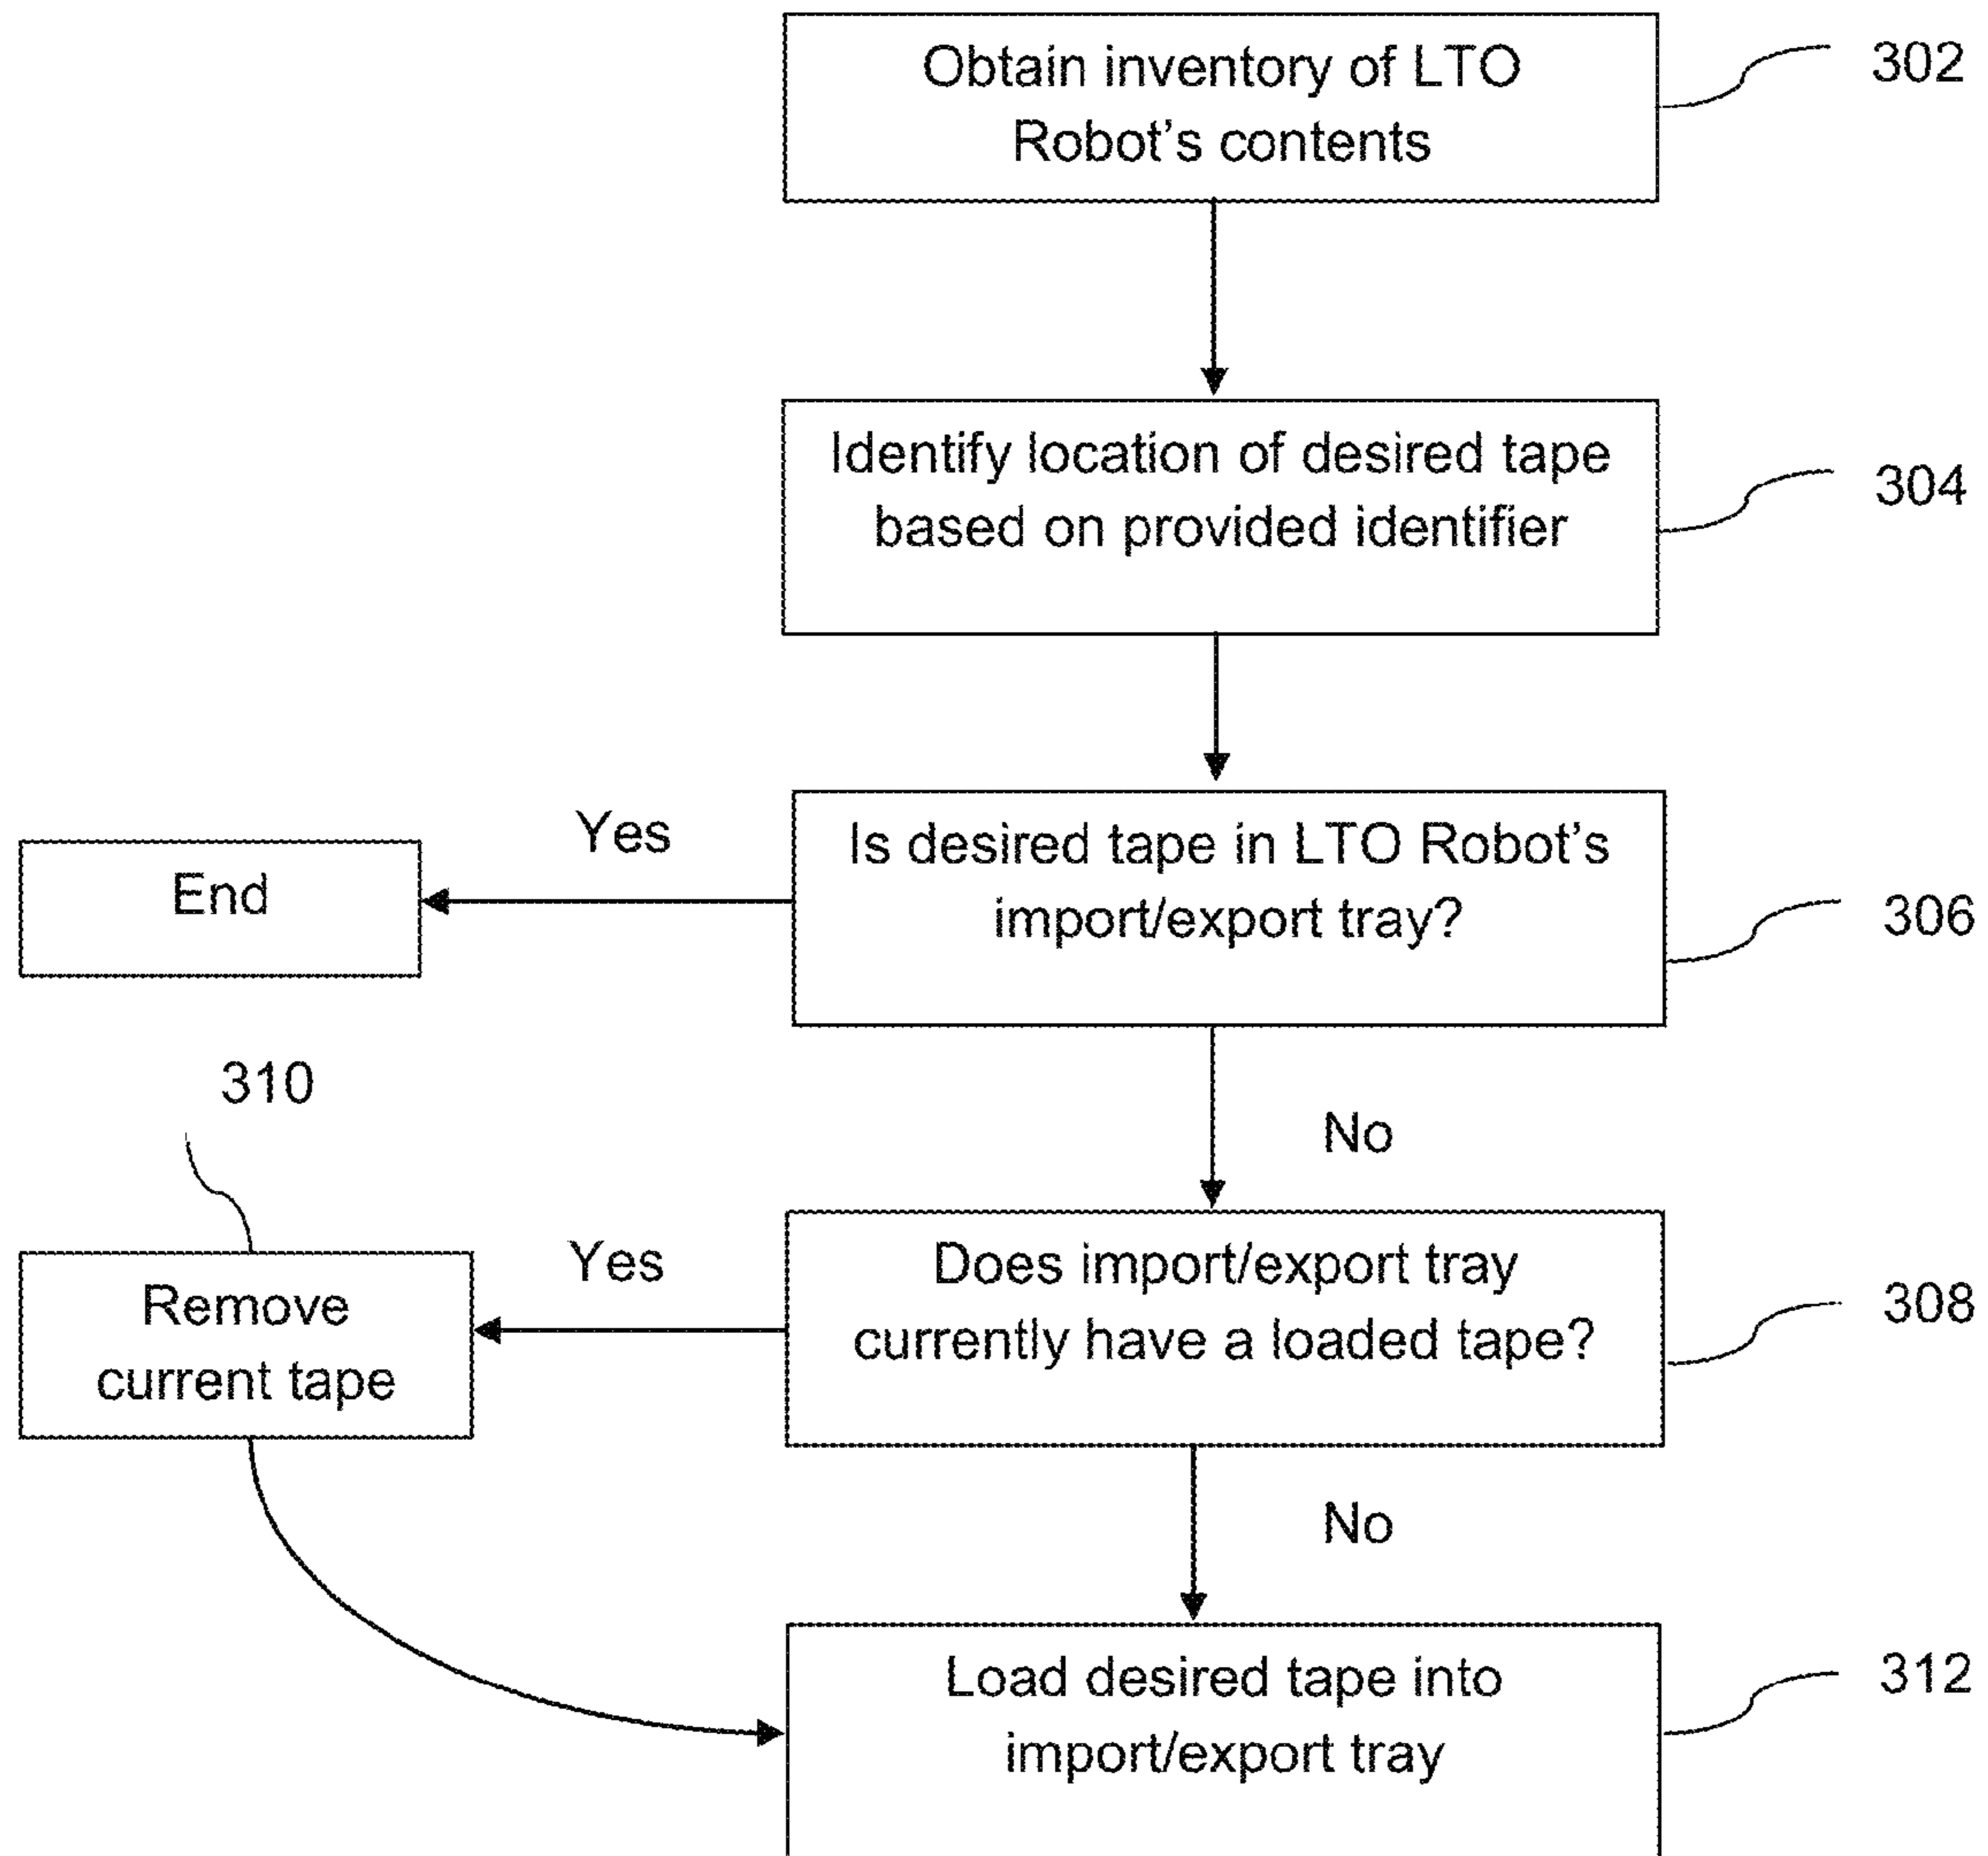 Obtain inventory of LTO
Robot's contents
302
Identify location of desired tape
based on provided identifier
304
Yes
Is desired tape in LTO Robot's
import/export tray?
306
End
310
No
Does import/export tray
currently have a loaded tape?
308
Yes
Remove
current tape
No
Load desired tape into
import/export tray
312